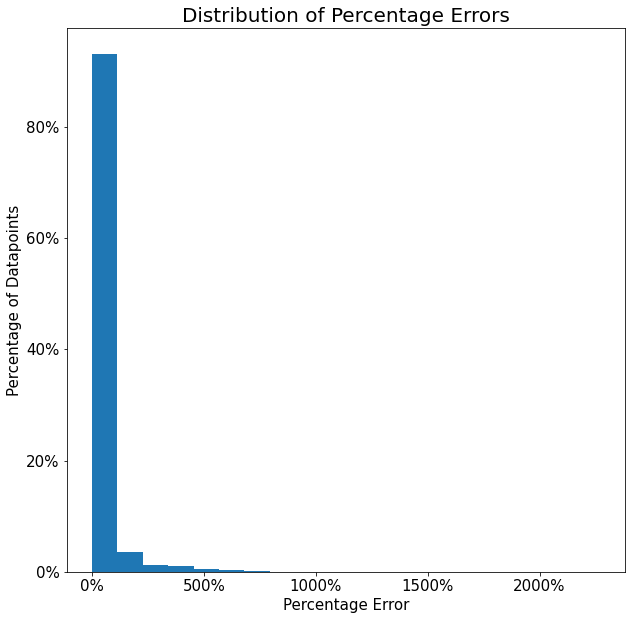 Distribution of Percentage Errors
Percentage of Datapoints
80%
60%
40%
20%
0%
0% 500% 1000% 1500% 2000%
Percentage Error